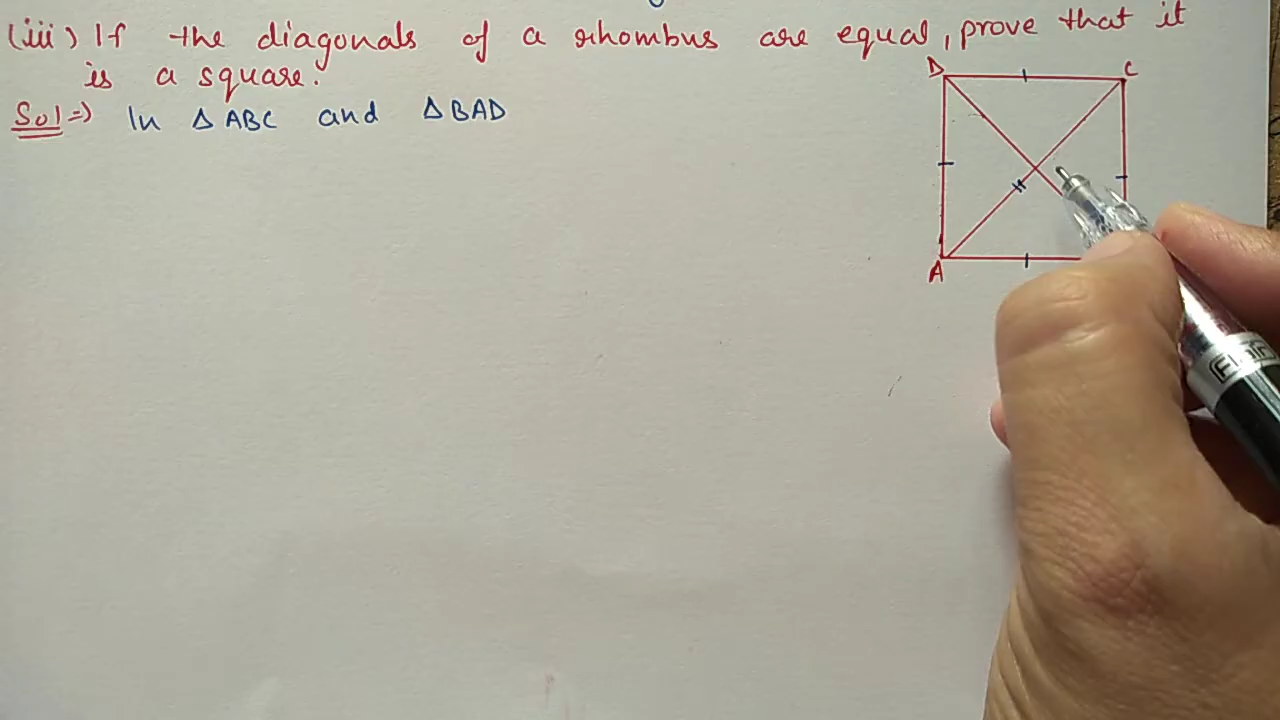 (iii) If the diagonals of a rhombus are equal, prove that it
is a square.
Sol => In △ABC and △BAD
D
C
A